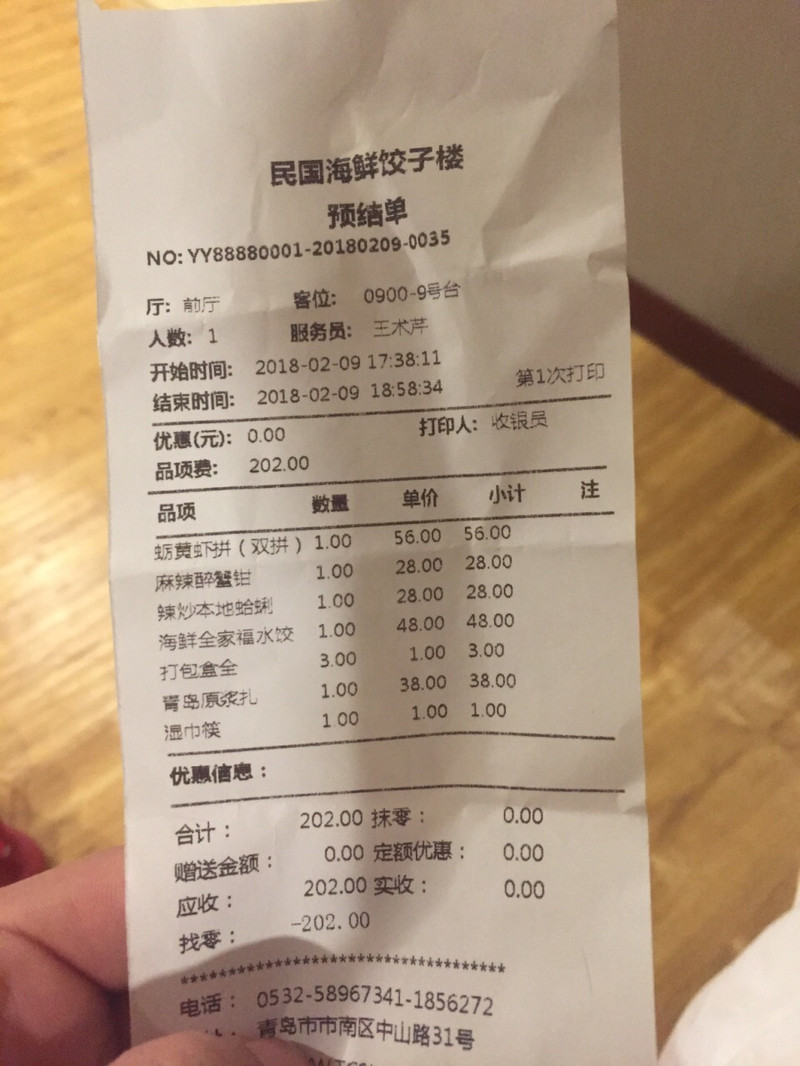 民国海鲜饺子楼
预结单
NO: YY88880001-20180209-0035
厅: 前厅 客位: 0900-9号台
人数: 1 服务员: 王术芹
开始时间: 2018-02-09 17:38:11
结束时间: 2018-02-09 18:58:34 第1次打印
优惠(元): 0.00 打印人: 收银员
品项费: 202.00
品项 数量 单价 小计 注
蛎黄虾拼（双拼） 1.00 56.00 56.00
麻辣醉蟹钳 1.00 28.00 28.00
辣炒本地蛤蜊 1.00 28.00 28.00
海鲜全家福水饺 1.00 48.00 48.00
打包盒全 3.00 1.00 3.00
青岛原浆扎 1.00 38.00 38.00
湿巾筷 1.00 1.00 1.00
优惠信息：
合计： 202.00 抹零： 0.00
赠送金额： 0.00 定额优惠： 0.00
应收： 202.00 实收： 0.00
找零： -202.00
************************************
电话： 0532-58967341-1856272
青岛市市南区中山路31号